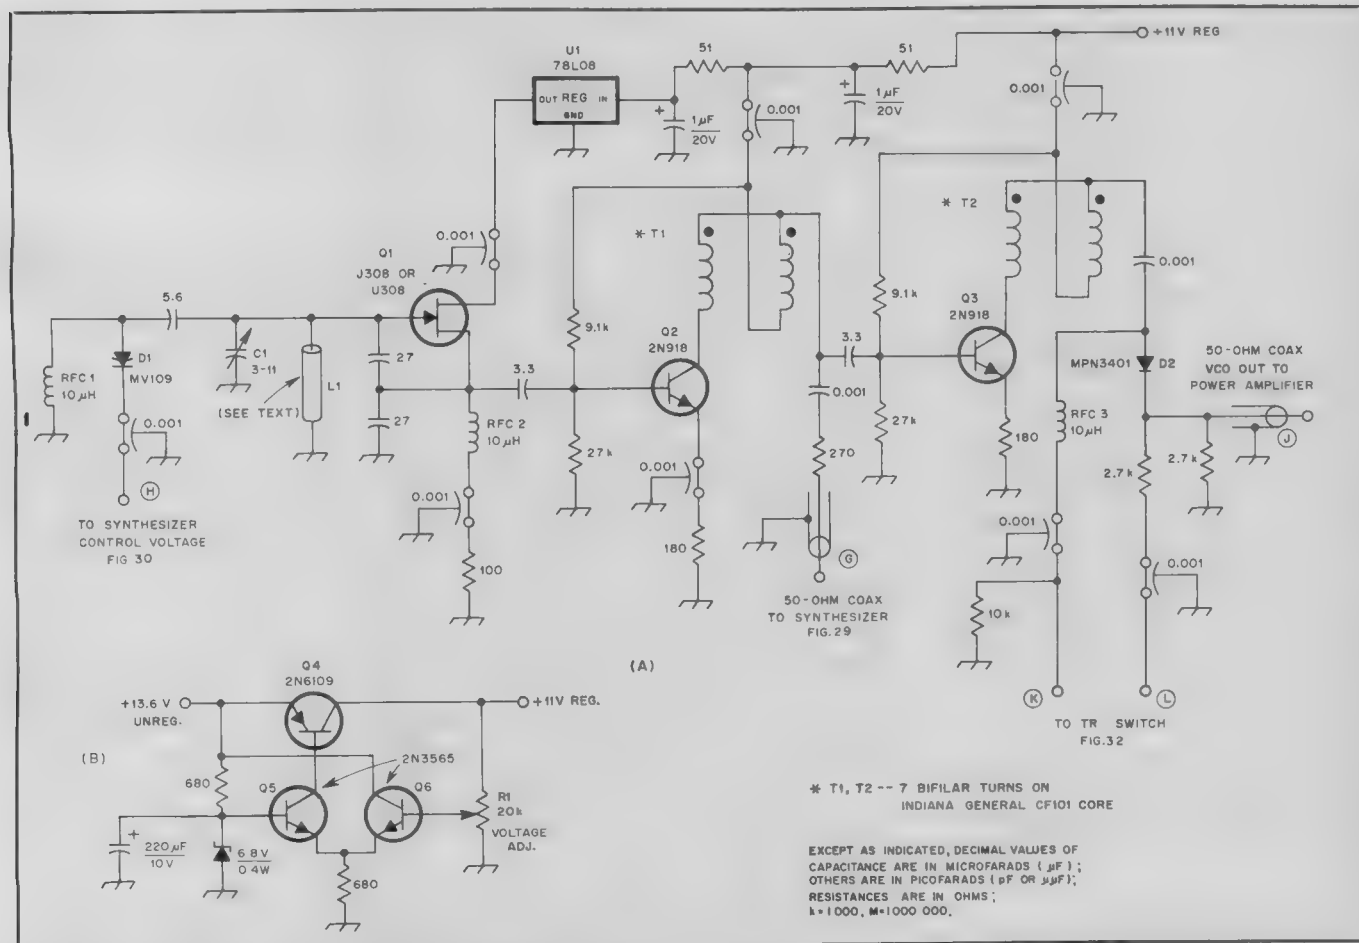 +11V REG
U1
78L08
51
51
OUT REG IN
GND
+
1µF
20V
0.001
+
1µF
20V
0.001
* T2
* T1
0.001
Q1
J308 OR
U308
0.001
5.6
9.1k
9.1k
Q3
2N918
Q2
2N918
C1
3-11
3.3
D1
MV109
27
3.3
MPN3401
D2
50-OHM COAX
VCO OUT TO
POWER AMPLIFIER
RFC 1
10µH
(SEE TEXT)
L1
0.001
RFC 3
10µH
1
27
RFC 2
10µH
27k
180
J
0.001
27k
270
2.7k
2.7k
H
0.001
0.001
0.001
TO SYNTHESIZER
CONTROL VOLTAGE
FIG 30
180
G
0.001
100
50-OHM COAX
TO SYNTHESIZER
FIG.29
10k
(A)
Q4
2N6109
K
L
+13.6 V
UNREG.
+11V REG.
TO TR SWITCH
FIG.32
(B)
2N3565
680
Q5
Q6
R1
20k
VOLTAGE
ADJ.
* T1, T2 -- 7 BIFILAR TURNS ON
INDIANA GENERAL CF101 CORE
+
220µF
10V
6.8V
0.4W
680
EXCEPT AS INDICATED, DECIMAL VALUES OF
CAPACITANCE ARE IN MICROFARADS (µF);
OTHERS ARE IN PICOFARADS (pF OR µµF);
RESISTANCES ARE IN OHMS;
k=1000, M=1000 000.